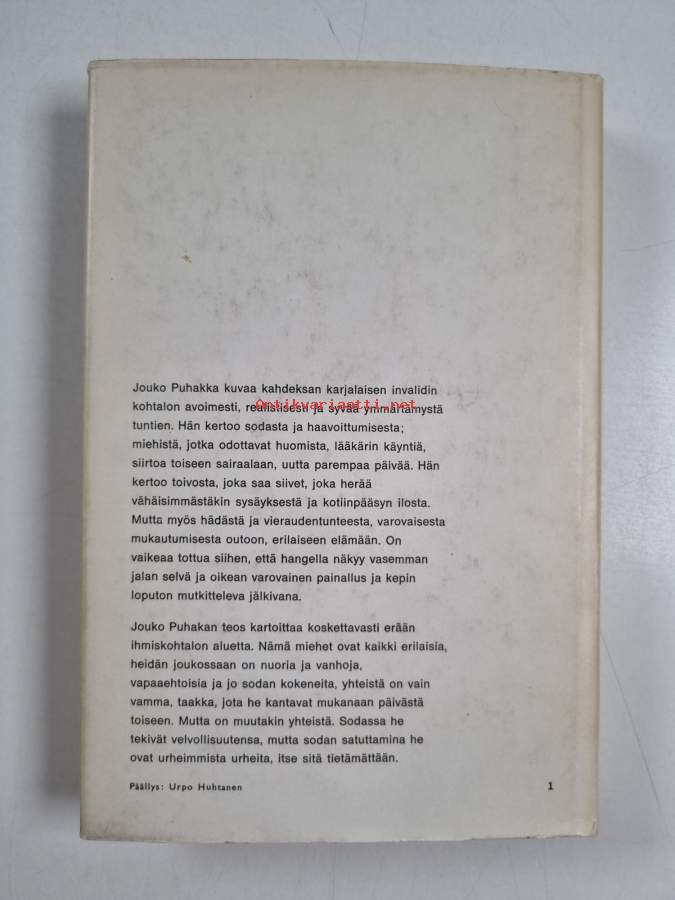 Jouko Puhakka kuvaa kahdeksan karjalaisen invalidin
kohtalon avoimesti, realistisesti ja syvää ymmärtämystä
Antikvariaatti.net
tuntien. Hän kertoo sodasta ja haavoittumisesta;
miehistä, jotka odottavat huomista, lääkärin käyntiä,
siirtoa toiseen sairaalaan, uutta parempaa päivää. Hän
kertoo toivosta, joka saa siivet, joka herää
vähäisimmästäkin sysäyksestä ja kotiinpääsyn ilosta.
Mutta myös hädästä ja vieraudentunteesta, varovaisesta
mukautumisesta outoon, erilaiseen elämään. On
vaikeaa tottua siihen, että hangella näkyy vasemman
jalan selvä ja oikean varovainen painallus ja kepin
loputon mutkitteleva jälkivana.
Jouko Puhakan teos kartoittaa koskettavasti erään
ihmiskohtalon aluetta. Nämä miehet ovat kaikki erilaisia,
heidän joukossaan on nuoria ja vanhoja,
vapaaehtoisia ja jo sodan kokeneita, yhteistä on vain
vamma, taakka, jota he kantavat mukanaan päivästä
toiseen. Mutta on muutakin yhteistä. Sodassa he
tekivät velvollisuutensa, mutta sodan satuttamina he
ovat urheimmista urheita, itse sitä tietämättään.
Päällys: Urpo Huhtanen 1